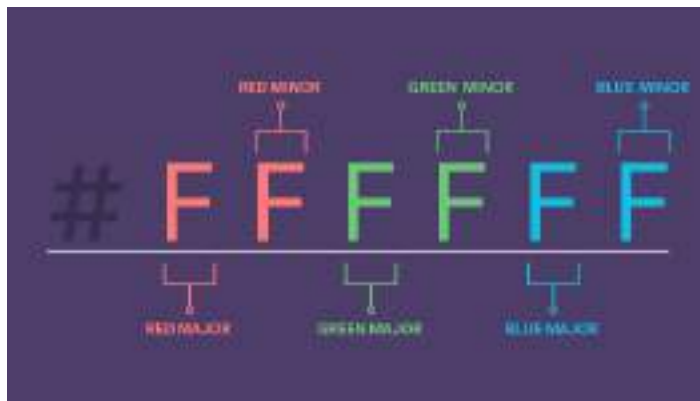 RED MINOR GREEN MINOR BLUE MINOR
# F F F F F F
RED MAJOR GREEN MAJOR BLUE MAJOR